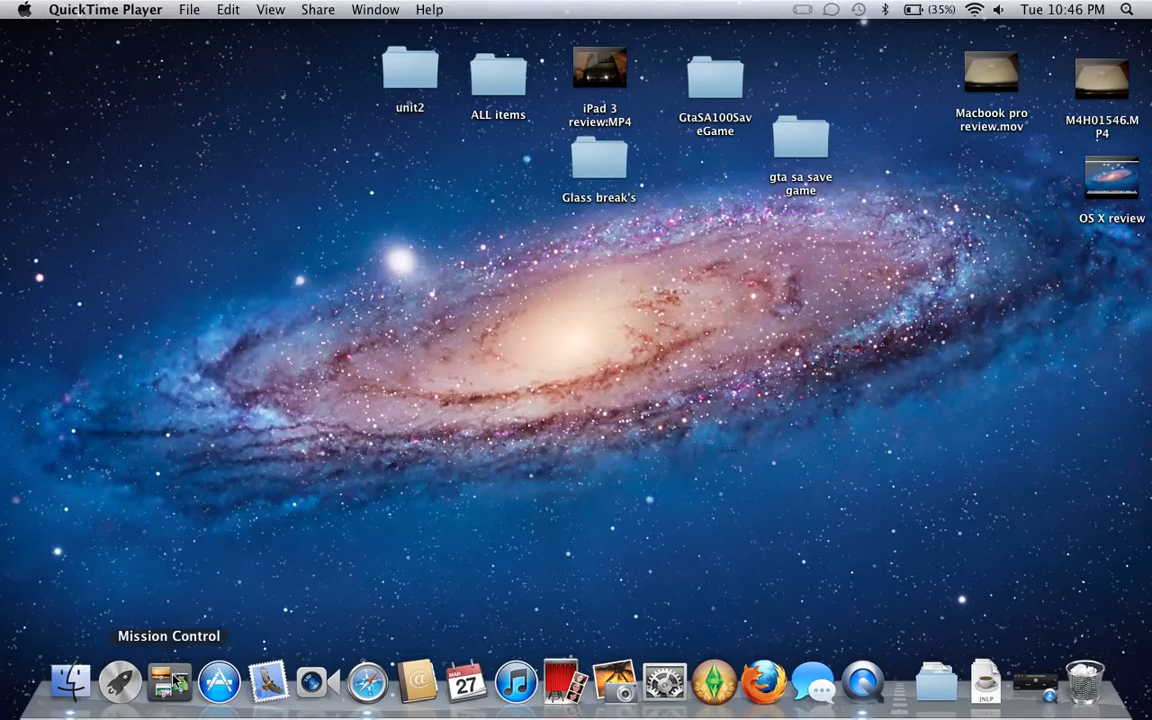 QuickTime Player File Edit View Share Window Help (35%) Tue 10:46 PM
unit2
ALL items
iPad 3
review.MP4
GtaSA100Sav
eGame
Macbook pro
review.mov
M4H01546.M
P4
Glass break's
gta sa save
game
OS X review
Mission Control
@
MAR
27
JNLP